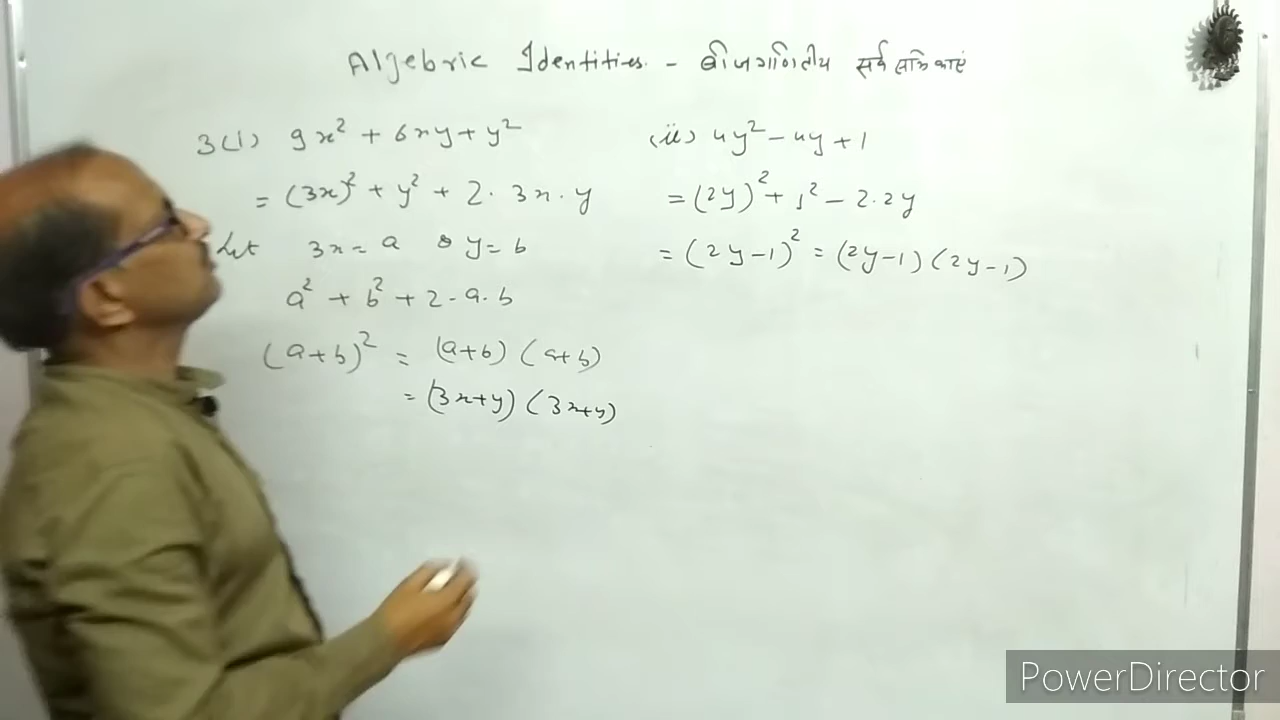 Algebric Identities - बीजगणितीय सर्वसमिकाएं
3(i) 9x² + 6xy + y²
= (3x)² + y² + 2 · 3x · y
Let 3x = a & y = b
a² + b² + 2 · a · b
(a+b)² = (a+b) (a+b)
= (3x+y) (3x+y)
(ii) 4y² - 4y + 1
= (2y)² + 1² - 2.2y
= (2y-1)² = (2y-1) (2y-1)
PowerDirector